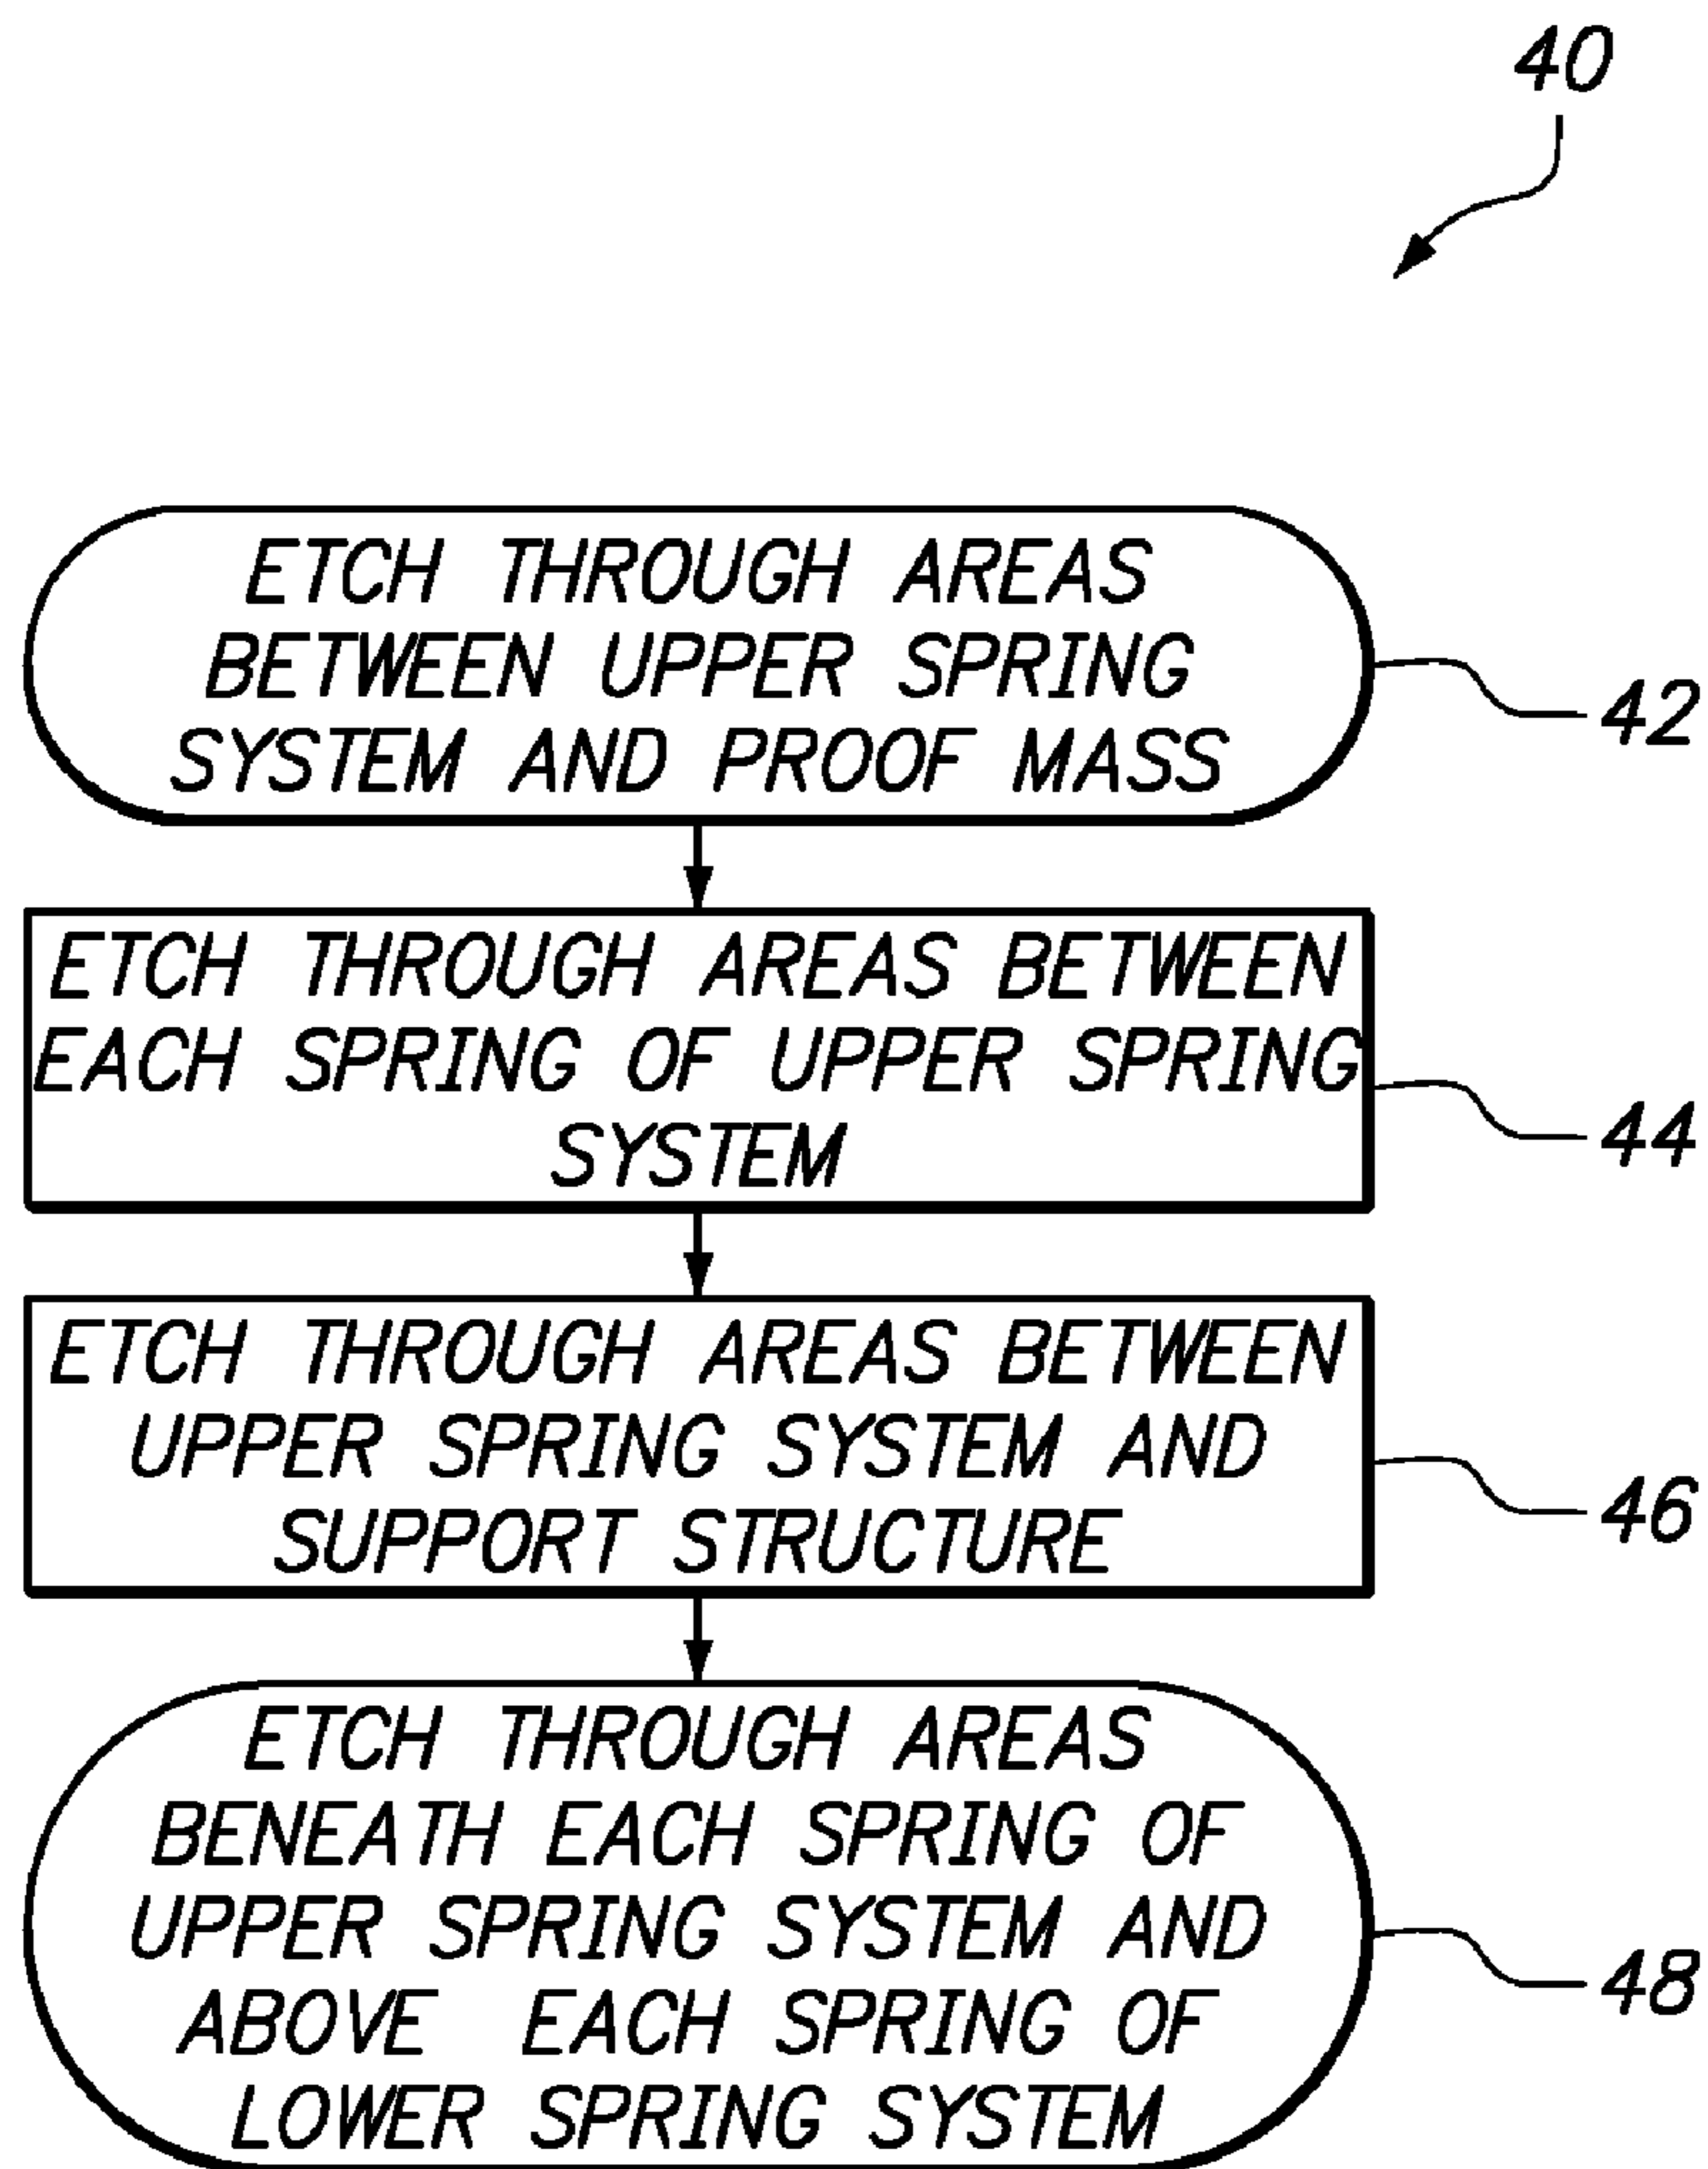 40
ETCH THROUGH AREAS
BETWEEN UPPER SPRING
SYSTEM AND PROOF MASS
42
ETCH THROUGH AREAS BETWEEN
EACH SPRING OF UPPER SPRING
SYSTEM
44
ETCH THROUGH AREAS BETWEEN
UPPER SPRING SYSTEM AND
SUPPORT STRUCTURE
46
ETCH THROUGH AREAS
BENEATH EACH SPRING OF
UPPER SPRING SYSTEM AND
ABOVE EACH SPRING OF
LOWER SPRING SYSTEM
48